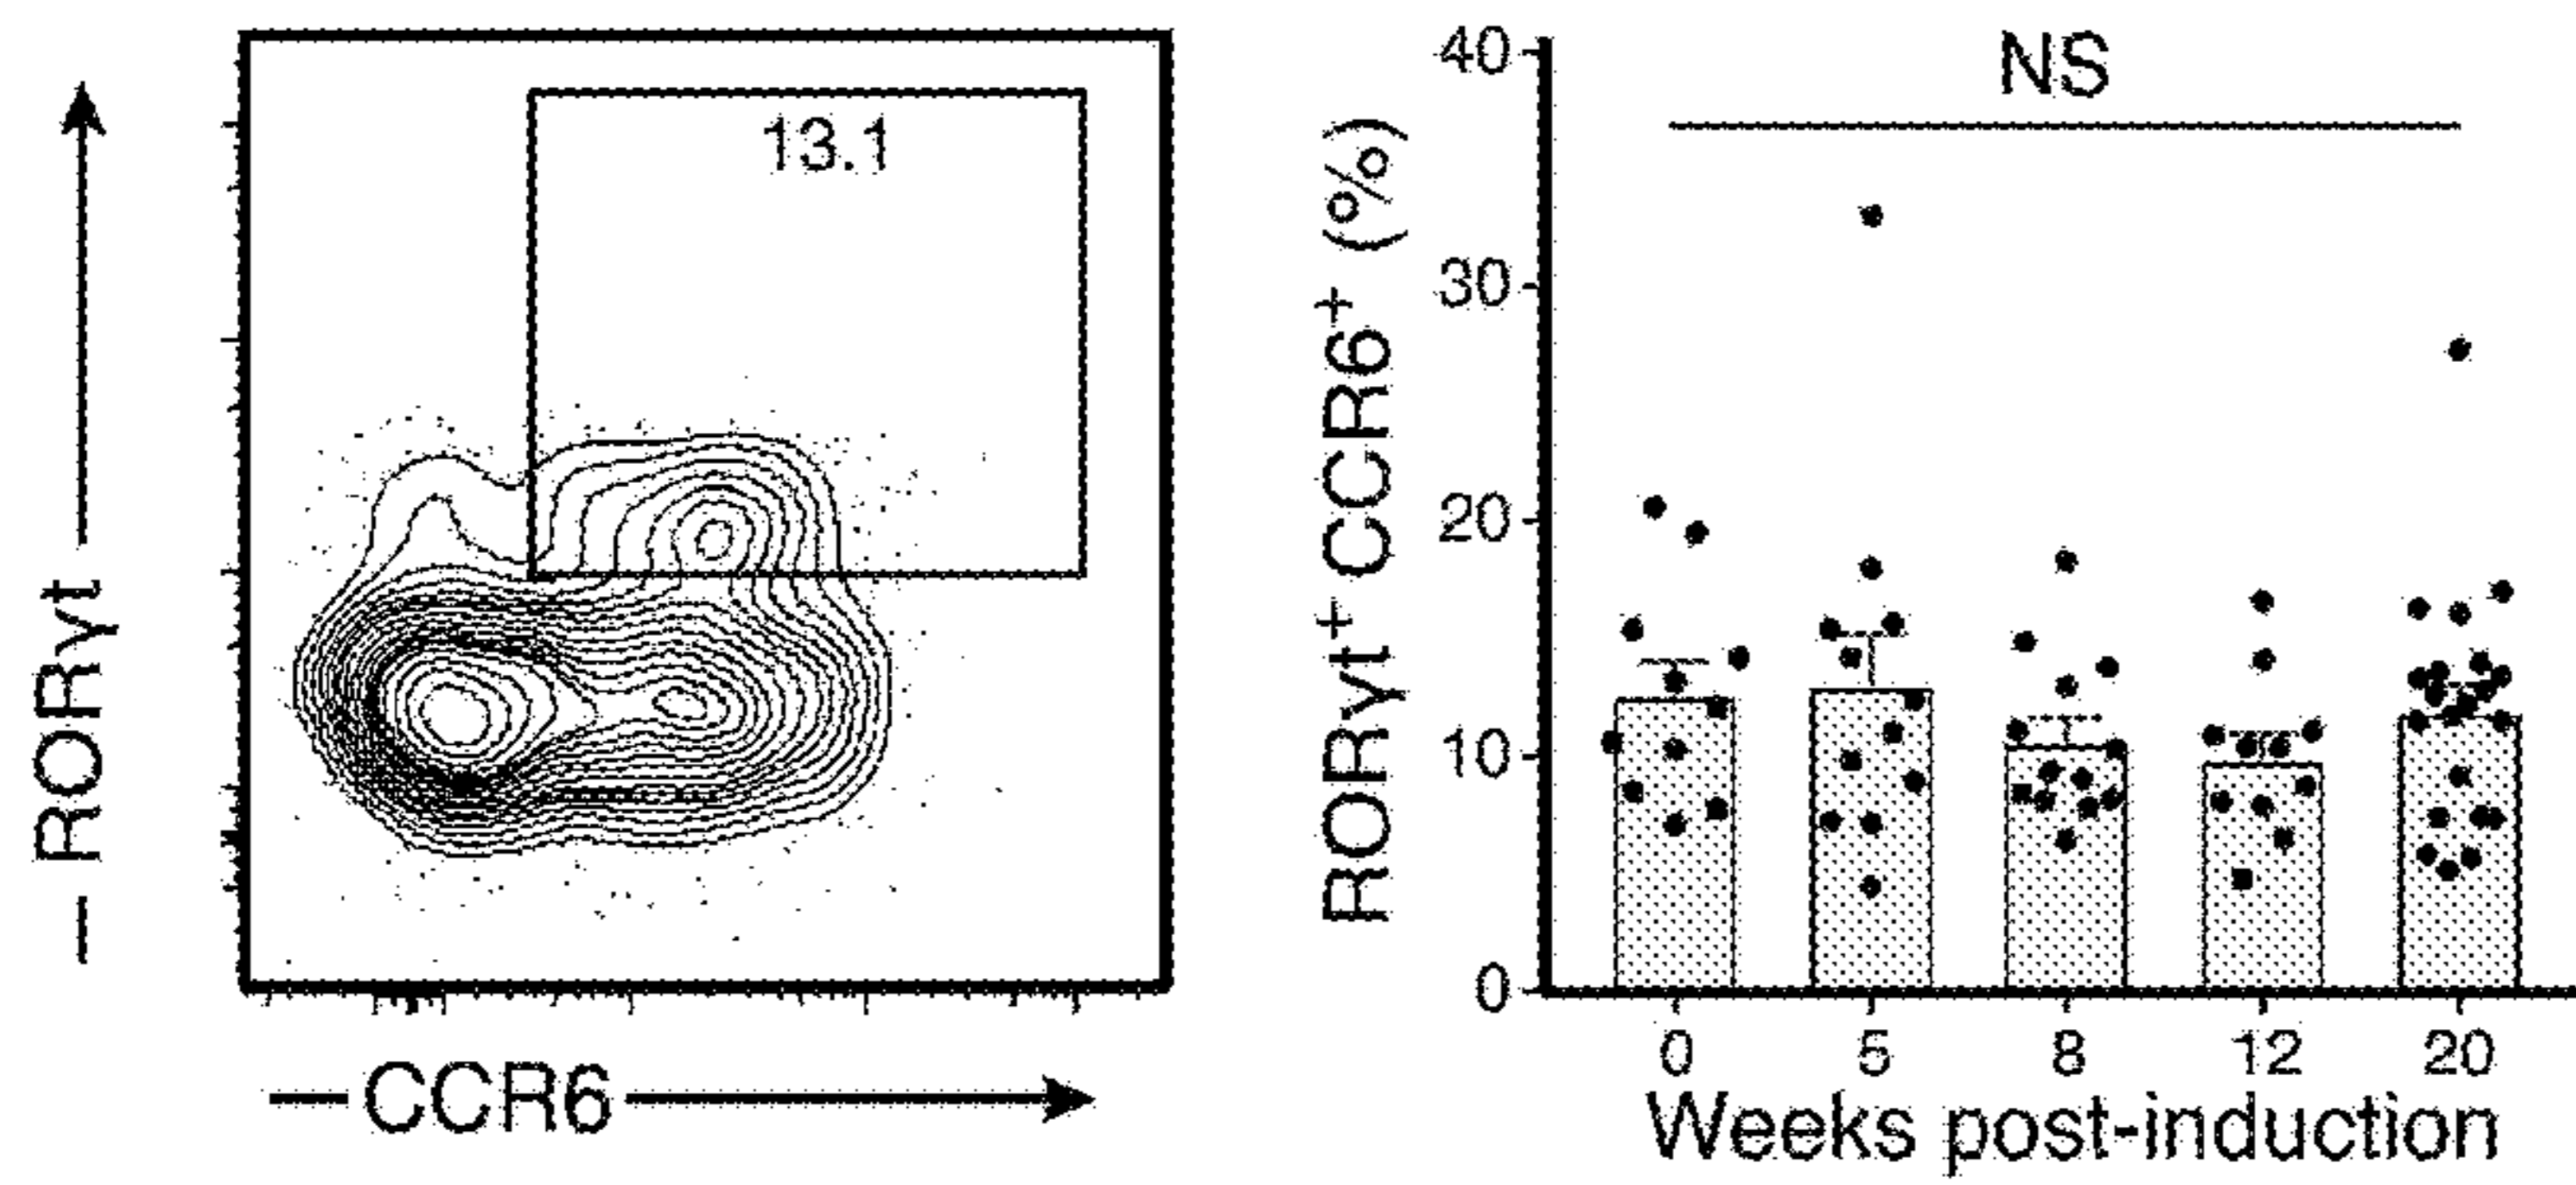 RORγt
13.1
CCR6
RORγt⁺ CCR6⁺ (%)
40
30
20
10
0
NS
0 5 8 12 20
Weeks post-induction